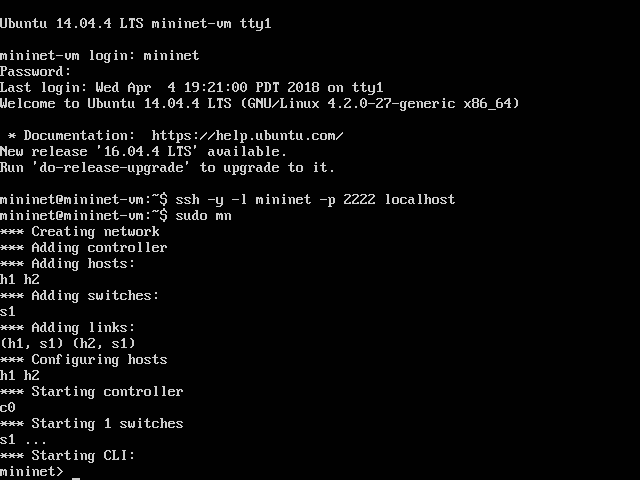 Ubuntu 14.04.4 LTS mininet-vm tty1
mininet-vm login: mininet
Password:
Last login: Wed Apr  4 19:21:00 PDT 2018 on tty1
Welcome to Ubuntu 14.04.4 LTS (GNU/Linux 4.2.0-27-generic x86_64)
 * Documentation:  https://help.ubuntu.com/
New release '16.04.4 LTS' available.
Run 'do-release-upgrade' to upgrade to it.
mininet@mininet-vm:~$ ssh -y -l mininet -p 2222 localhost
mininet@mininet-vm:~$ sudo mn
*** Creating network
*** Adding controller
*** Adding hosts:
h1 h2
*** Adding switches:
s1
*** Adding links:
(h1, s1) (h2, s1)
*** Configuring hosts
h1 h2
*** Starting controller
c0
*** Starting 1 switches
s1 ...
*** Starting CLI:
mininet> _